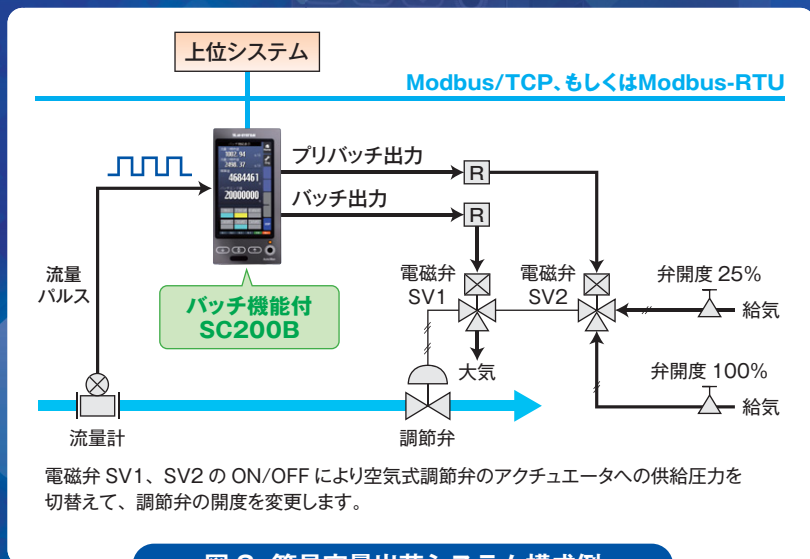 上位システム
Modbus/TCP、もしくはModbus-RTU
1882.94
2498.37
4684461
20000000
プリバッチ出力
R
バッチ出力
R
流量
パルス
バッチ機能付
SC200B
電磁弁
SV1
電磁弁
SV2
弁開度 25%
給気
大気
弁開度 100%
給気
流量計
調節弁
電磁弁 SV1、SV2 の ON/OFF により空気式調節弁のアクチュエータへの供給圧力を
切替えて、調節弁の開度を変更します。